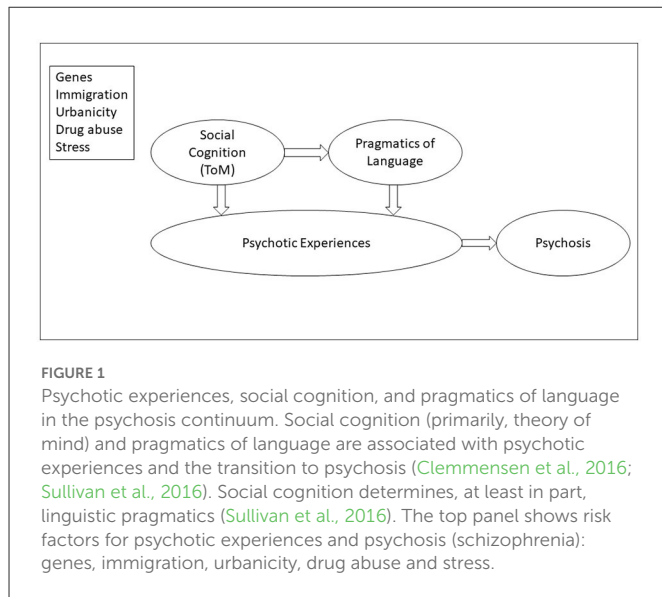 Genes
Immigration
Urbanicity
Drug abuse
Stress
Social
Cognition
(ToM)
Pragmatics of
Language
Psychotic Experiences
Psychosis
FIGURE 1
Psychotic experiences, social cognition, and pragmatics of language
in the psychosis continuum. Social cognition (primarily, theory of
mind) and pragmatics of language are associated with psychotic
experiences and the transition to psychosis (Clemmensen et al., 2016;
Sullivan et al., 2016). Social cognition determines, at least in part,
linguistic pragmatics (Sullivan et al., 2016). The top panel shows risk
factors for psychotic experiences and psychosis (schizophrenia):
genes, immigration, urbanicity, drug abuse and stress.